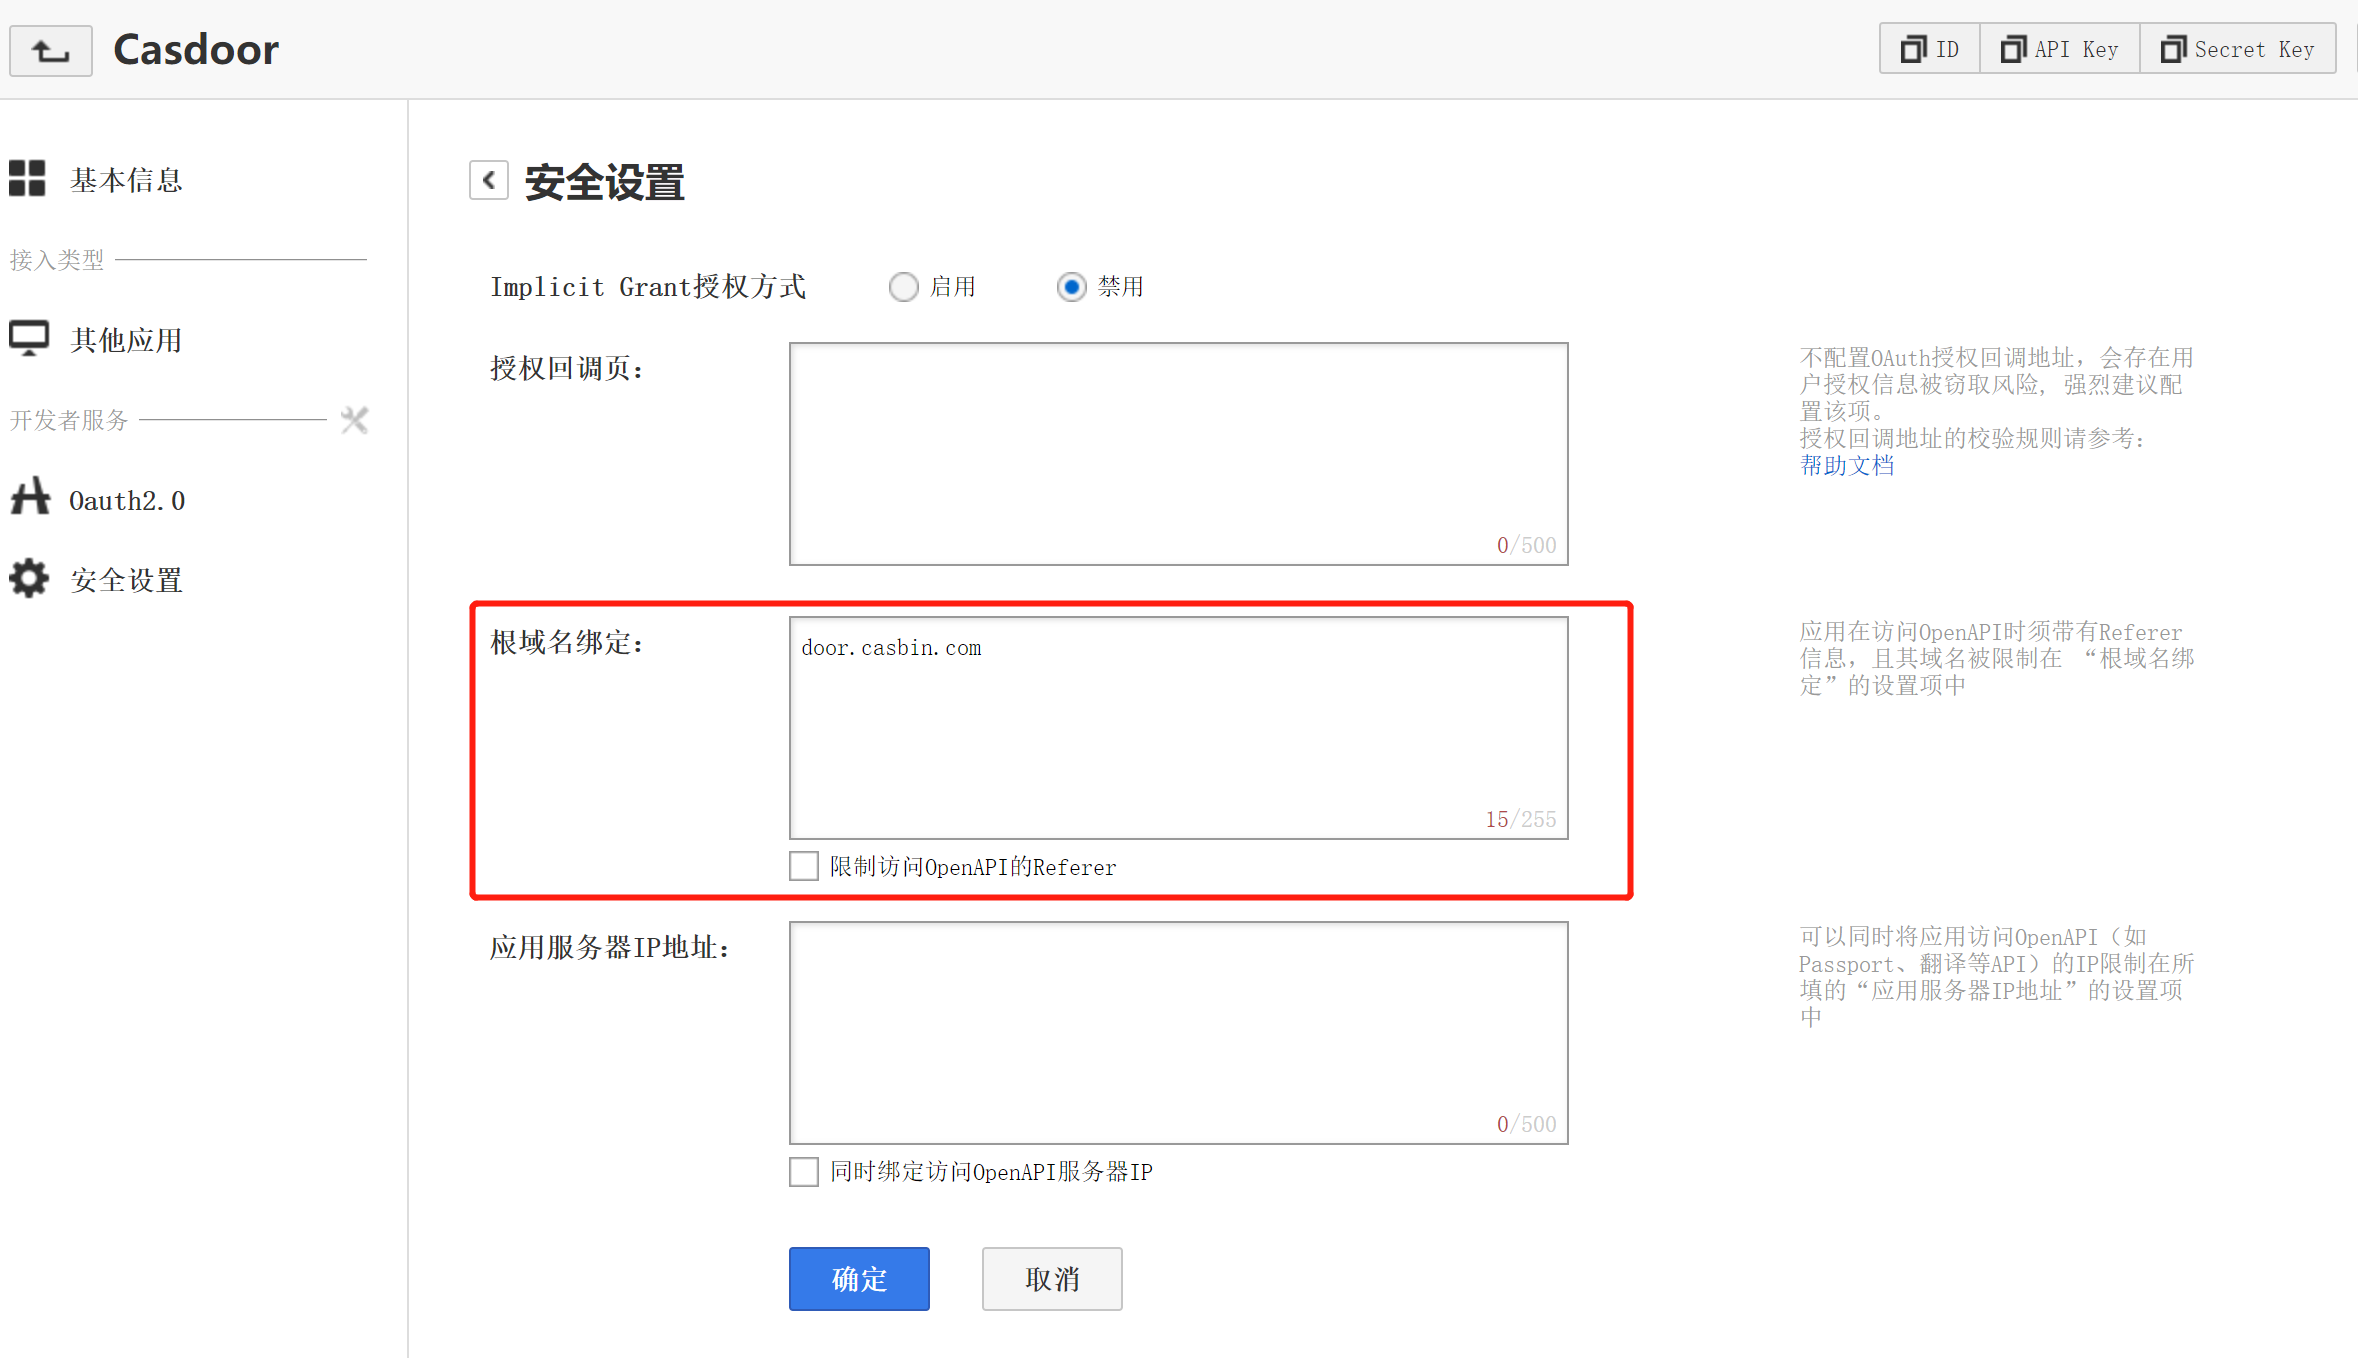 Casdoor
ID
API Key
Secret Key
基本信息
接入类型
其他应用
开发者服务
Oauth2.0
安全设置
安全设置
Implicit Grant授权方式
启用
禁用
授权回调页：
0/500
不配置OAuth授权回调地址，会存在用
户授权信息被窃取风险, 强烈建议配
置该项。
授权回调地址的校验规则请参考：
帮助文档
根域名绑定：
door.casbin.com
15/255
限制访问OpenAPI的Referer
应用在访问OpenAPI时须带有Referer
信息，且其域名被限制在 “根域名绑
定”的设置项中
应用服务器IP地址：
0/500
同时绑定访问OpenAPI服务器IP
可以同时将应用访问OpenAPI（如
Passport、翻译等API）的IP限制在所
填的“应用服务器IP地址”的设置项
中
确定
取消